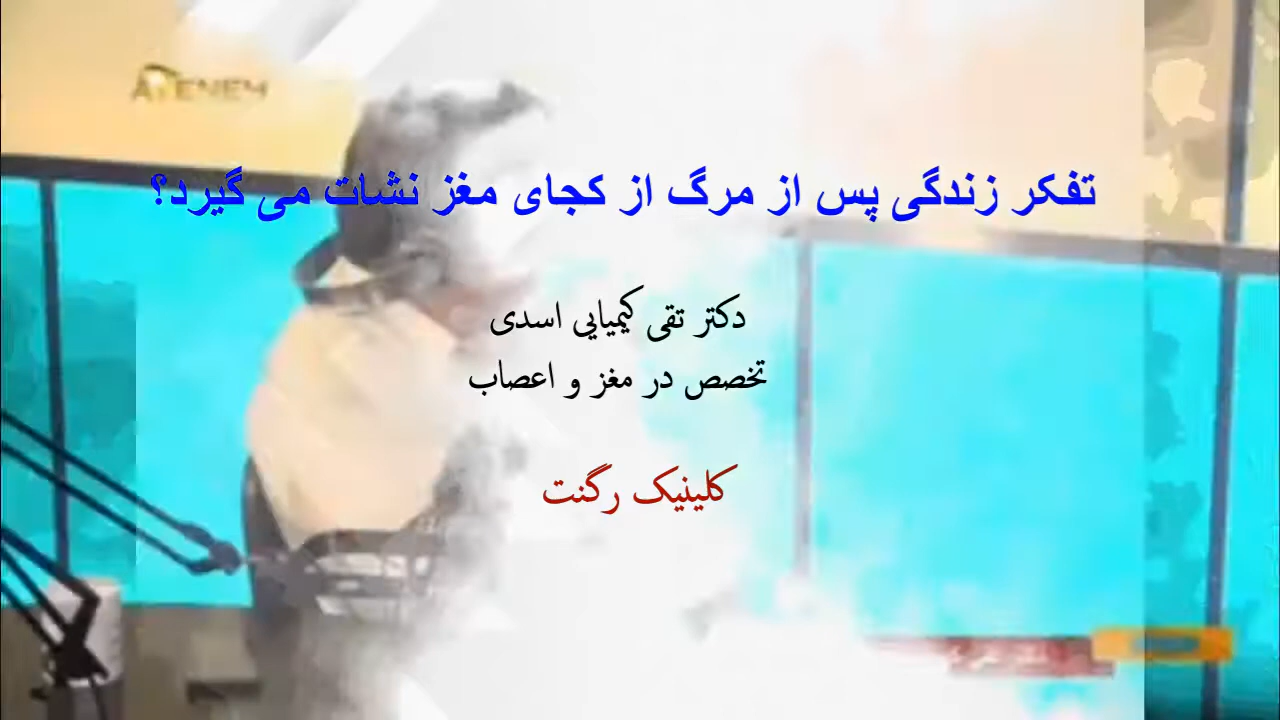 ATENEM
تفکر زندگی پس از مرگ از کجای مغز نشات می گیرد؟
دکتر تقی کیمیایی اسدی
تخصص در مغز و اعصاب
کلینیک رگنت